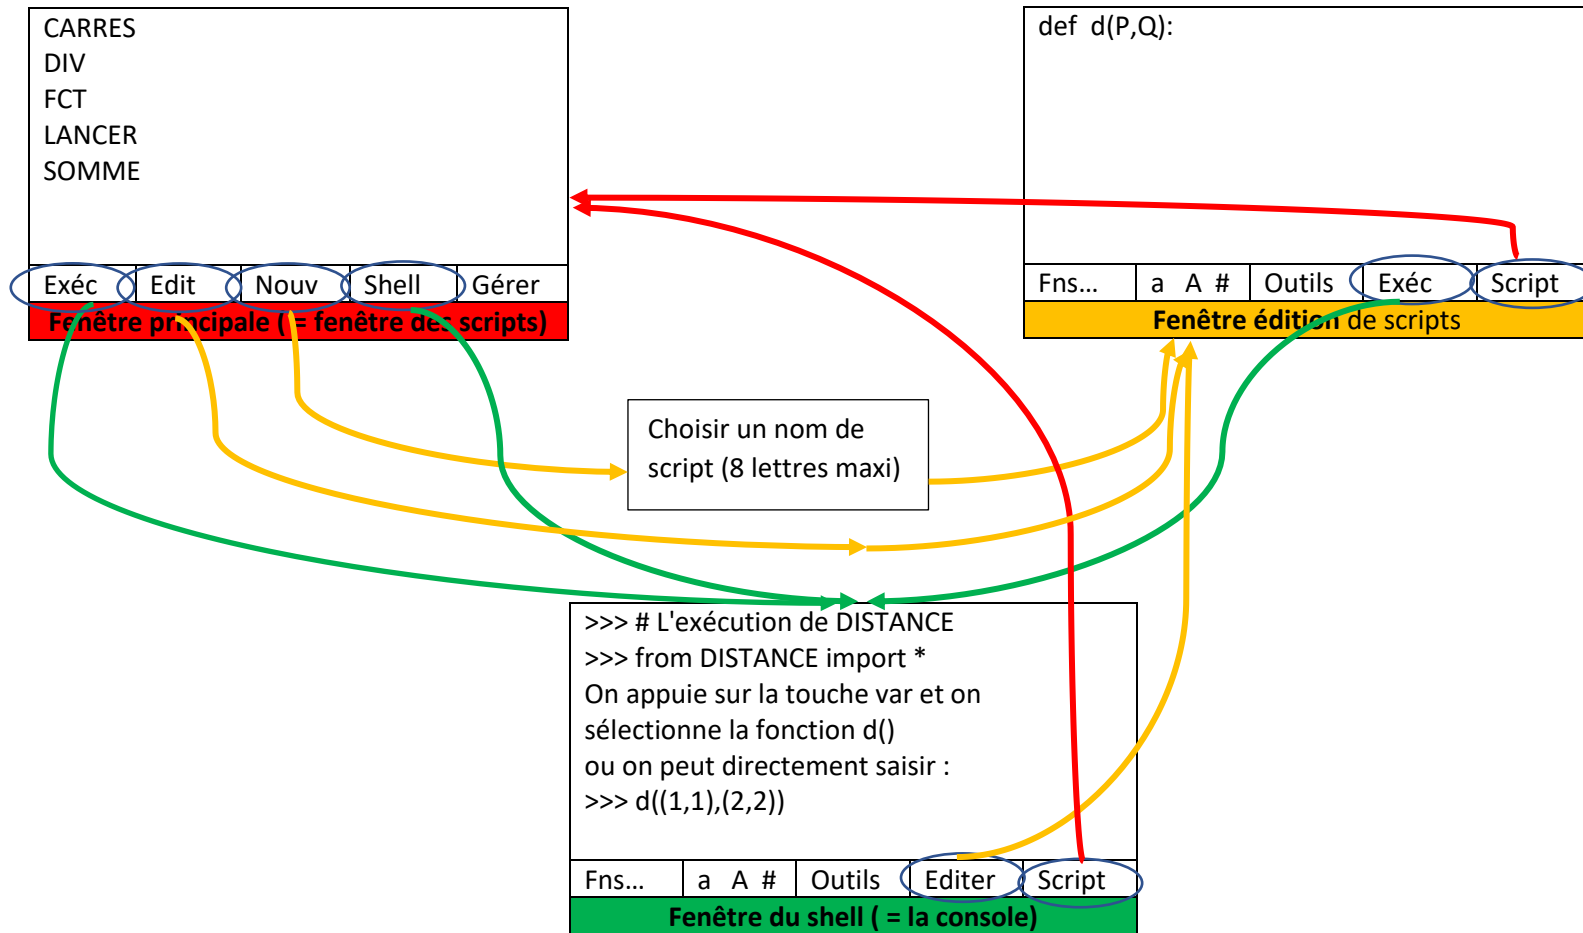 CARRES
DIV
FCT
LANCER
SOMME
Exéc Edit Nouv Shell Gérer
Fenêtre principale ( = fenêtre des scripts)
def d(P,Q):
Fns... a A # Outils Exéc Script
Fenêtre édition de scripts
Choisir un nom de
script (8 lettres maxi)
>>> # L'exécution de DISTANCE
>>> from DISTANCE import *
On appuie sur la touche var et on
sélectionne la fonction d()
ou on peut directement saisir :
>>> d((1,1),(2,2))
Fns... a A # Outils Editer Script
Fenêtre du shell ( = la console)